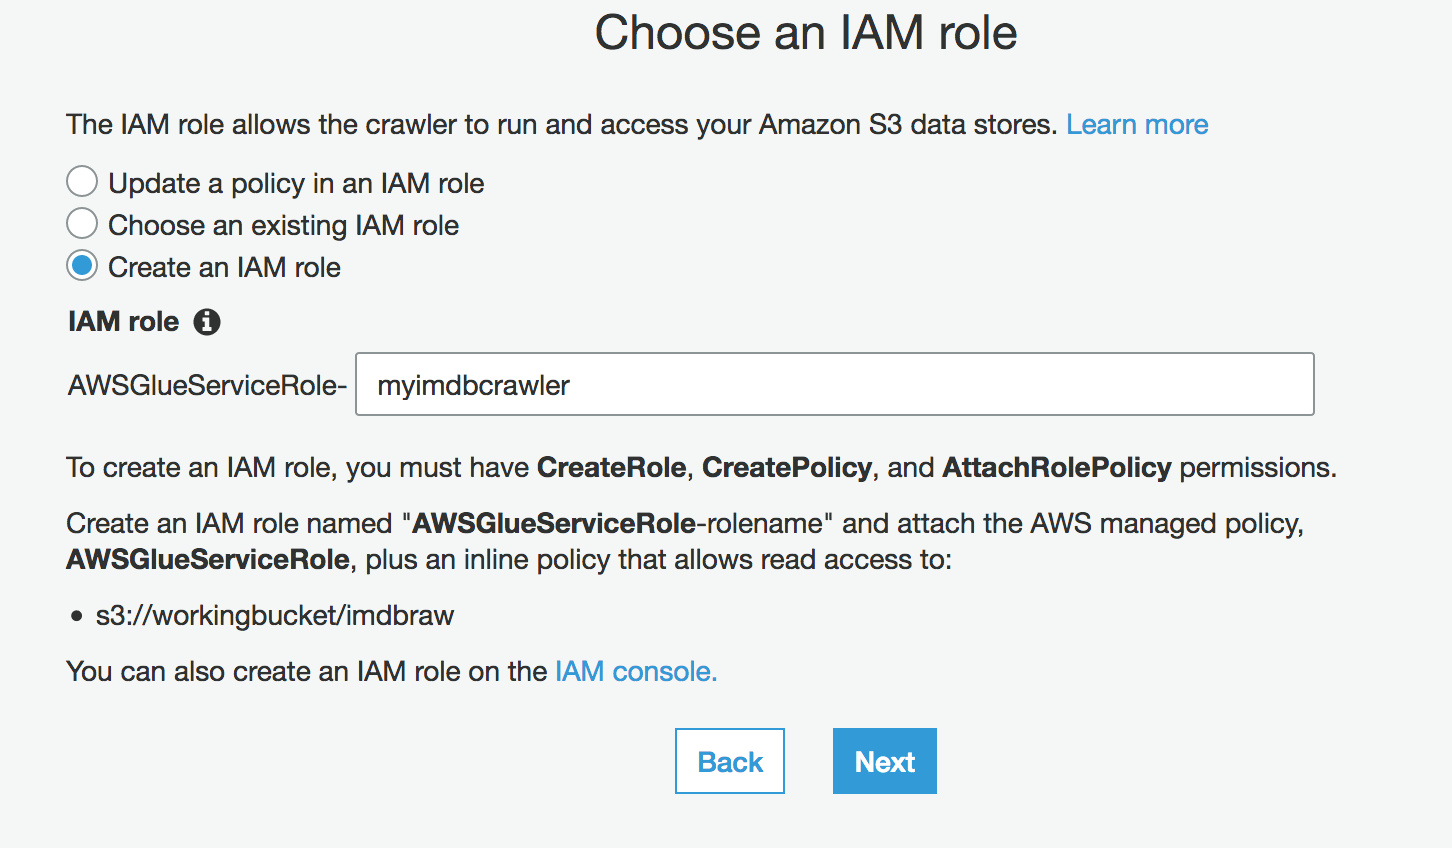 Choose an IAM role
The IAM role allows the crawler to run and access your Amazon S3 data stores. Learn more
Update a policy in an IAM role
Choose an existing IAM role
Create an IAM role
IAM role
AWSGlueServiceRole- myimdbcrawler
To create an IAM role, you must have CreateRole, CreatePolicy, and AttachRolePolicy permissions.
Create an IAM role named "AWSGlueServiceRole-rolename" and attach the AWS managed policy,
AWSGlueServiceRole, plus an inline policy that allows read access to:
• s3://workingbucket/imdbraw
You can also create an IAM role on the IAM console.
Back Next